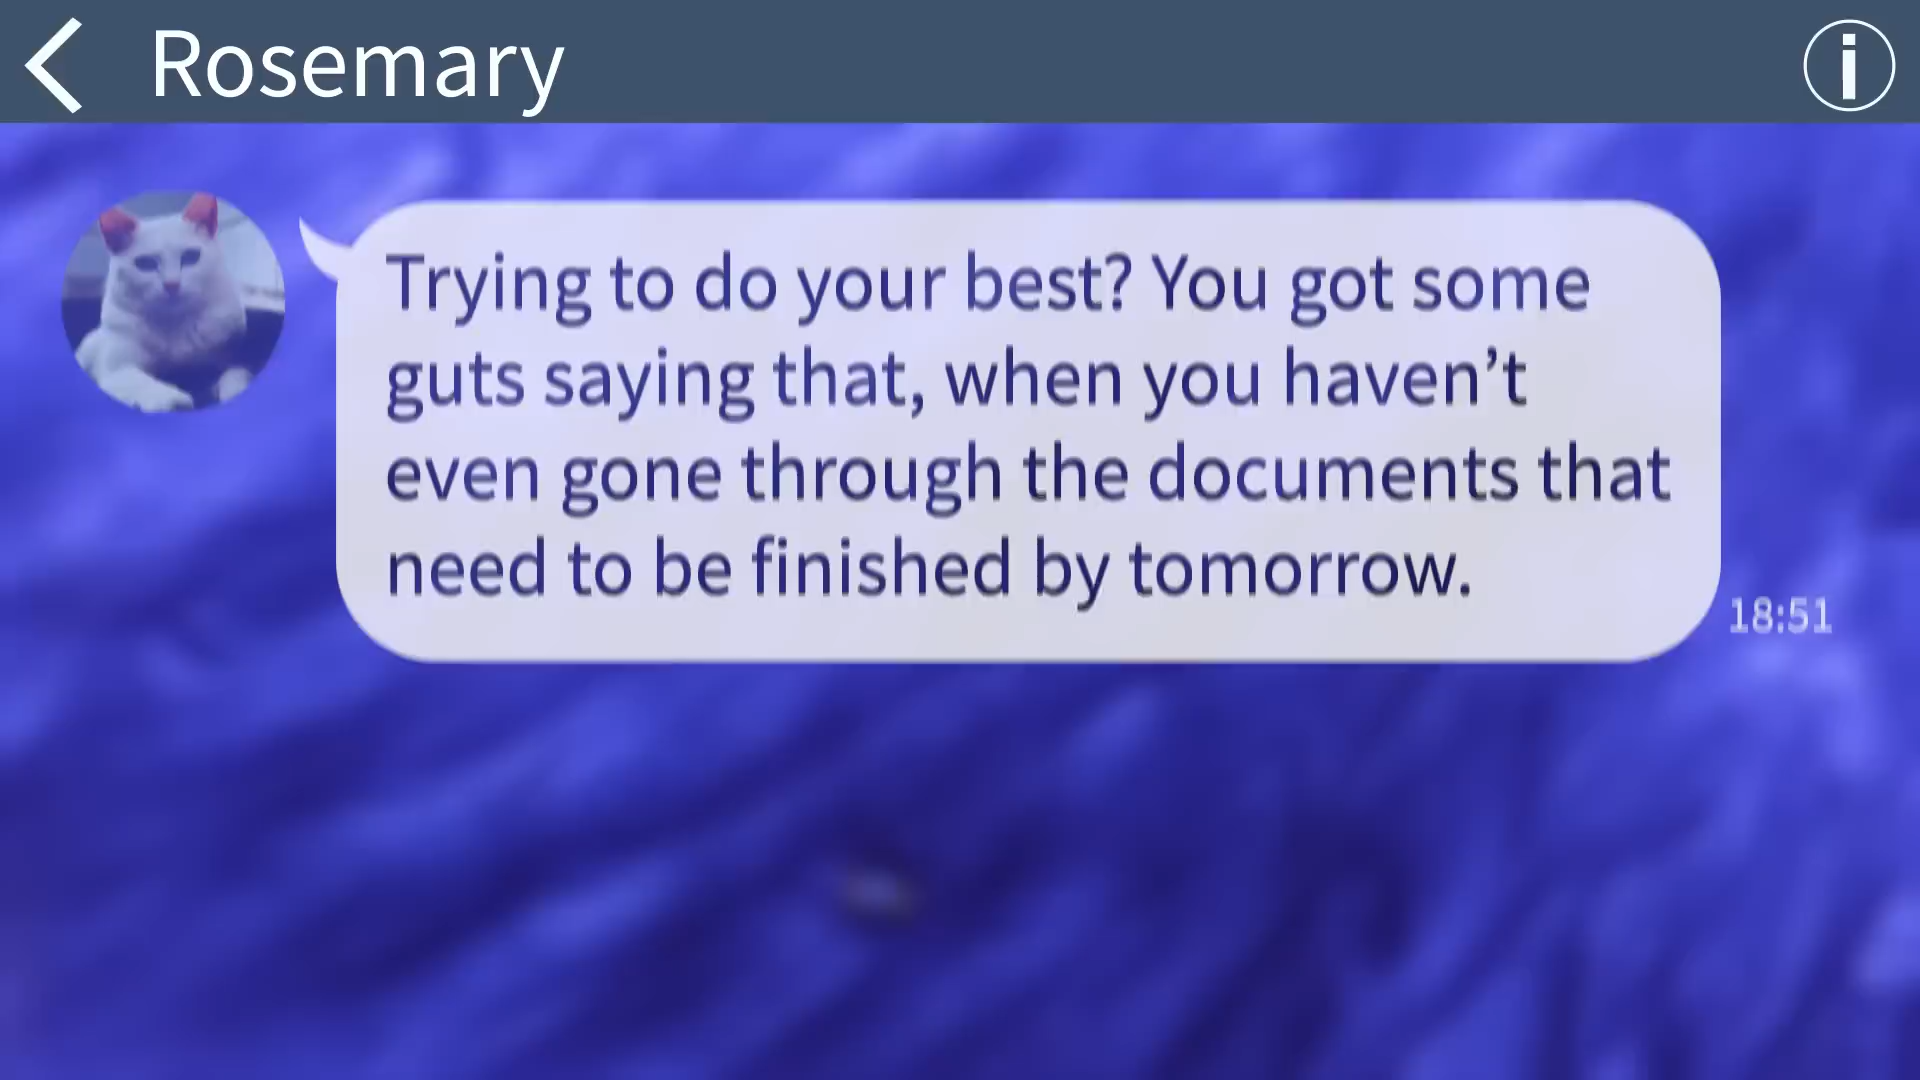 Rosemary
Trying to do your best? You got some
guts saying that, when you haven’t
even gone through the documents that
need to be finished by tomorrow.
18:51